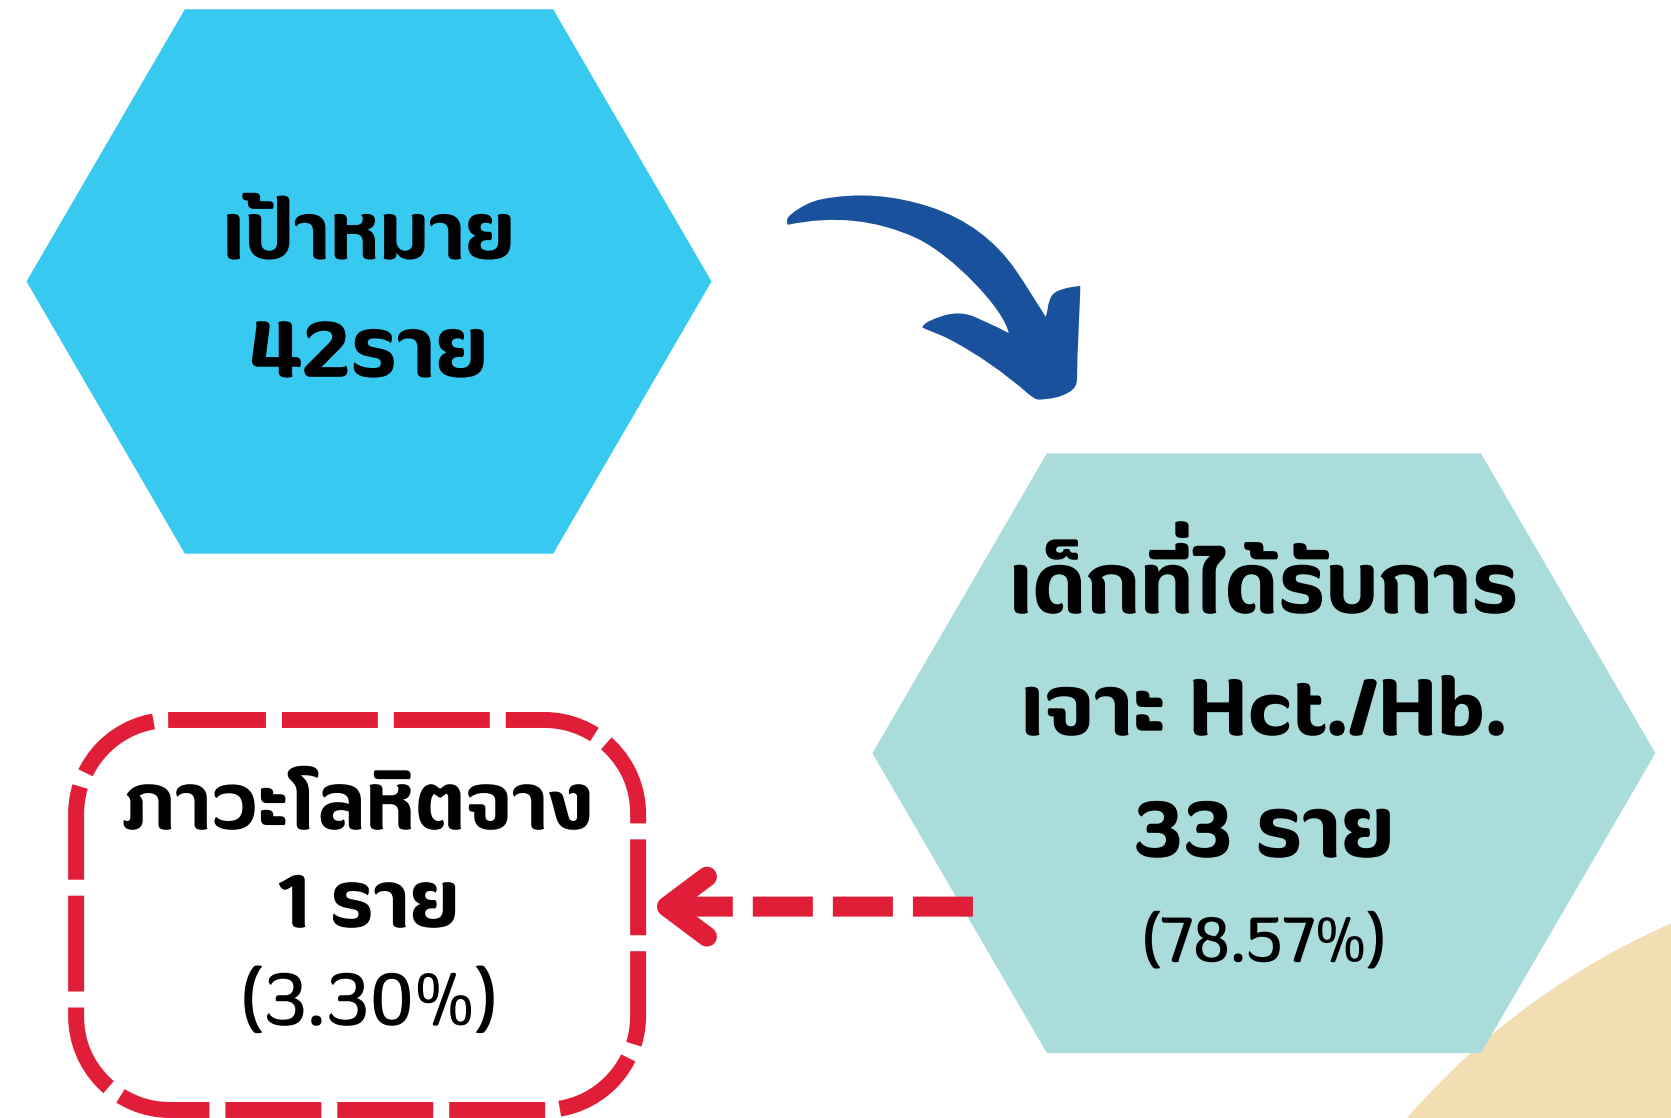 เป้าหมาย
42ราย
เด็กที่ได้รับการ
เจาะ Hct./Hb.
33 ราย
(78.57%)
ภาวะโลหิตจาง
1 ราย
(3.30%)